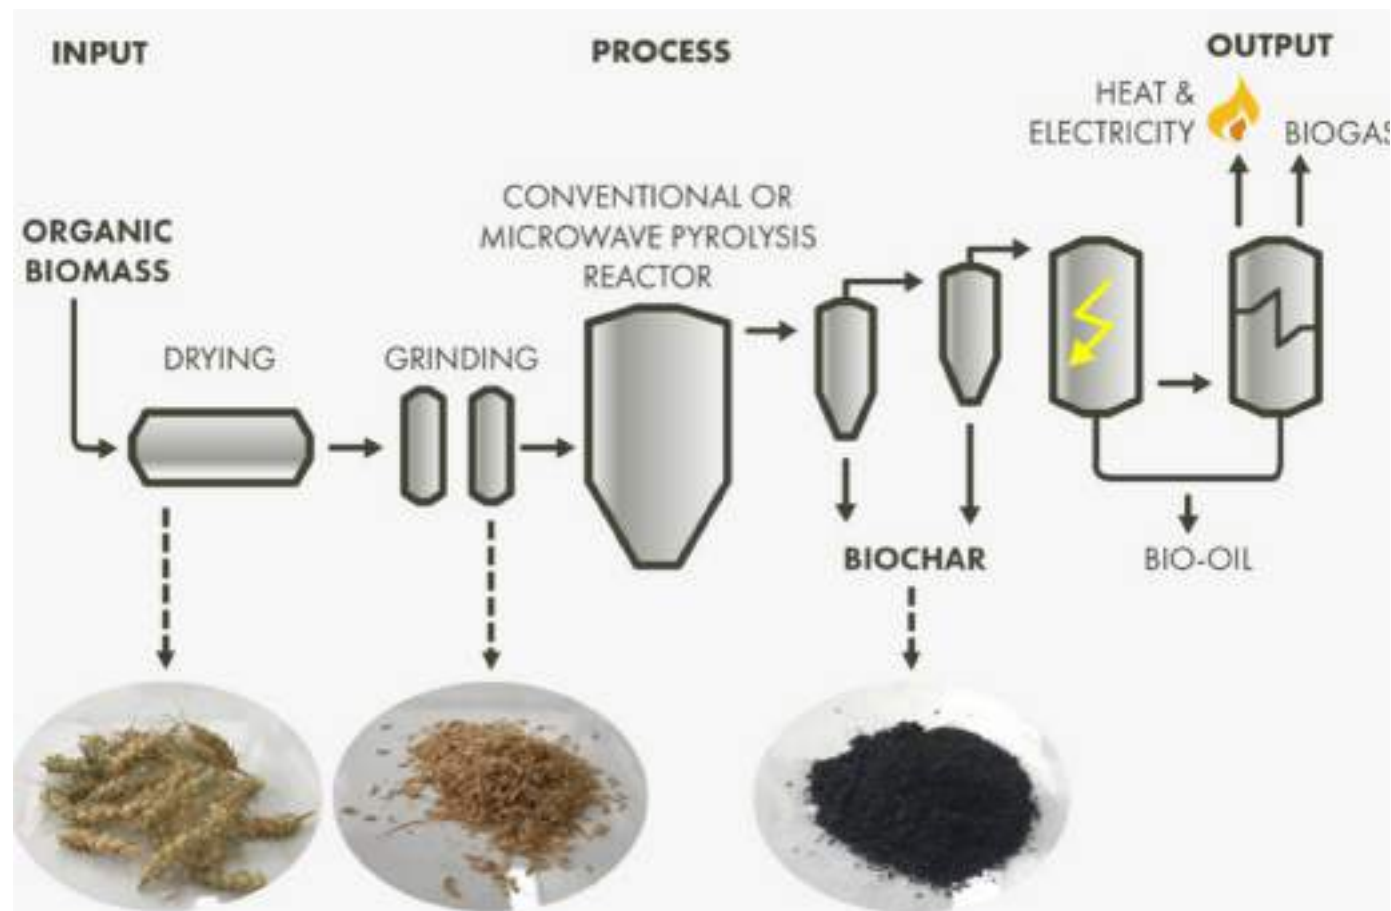 INPUT
PROCESS
OUTPUT
HEAT &
ELECTRICITY
BIOGAS
CONVENTIONAL OR
MICROWAVE PYROLYSIS
REACTOR
ORGANIC
BIOMASS
DRYING
GRINDING
BIOCHAR
BIO-OIL